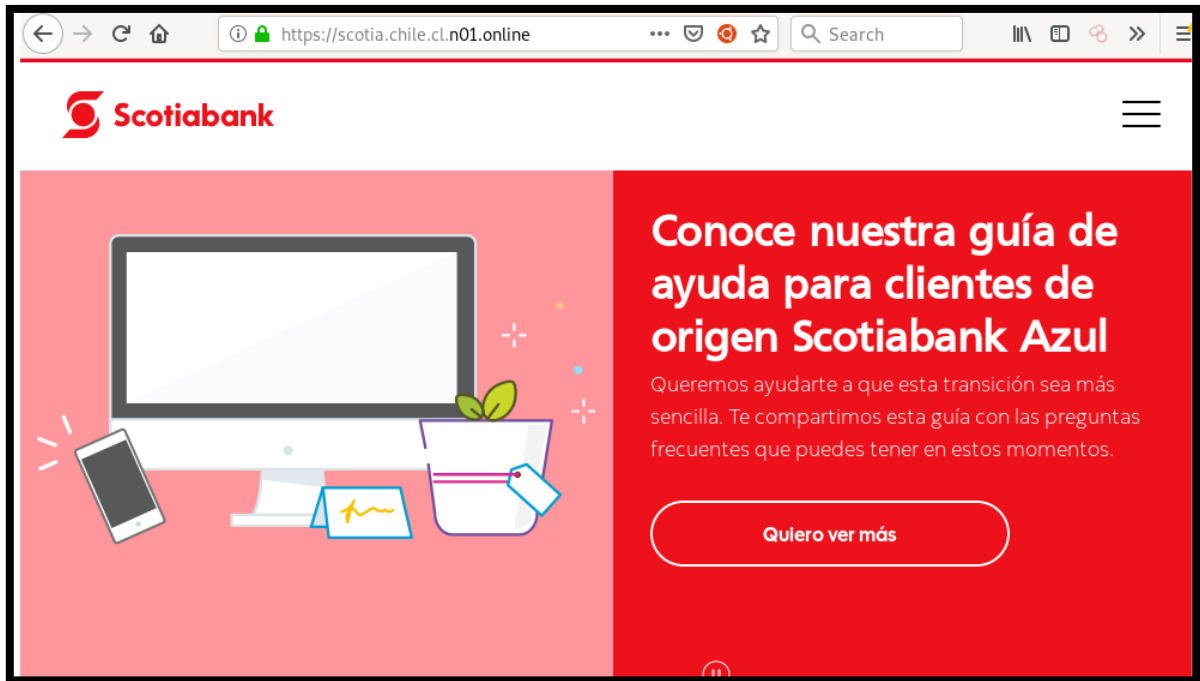 https://scotia.chile.cl.n01.online
Search
Scotiabank
Conoce nuestra guía de
ayuda para clientes de
origen Scotiabank Azul
Queremos ayudarte a que esta transición sea más
sencilla. Te compartimos esta guía con las preguntas
frecuentes que puedes tener en estos momentos.
Quiero ver más